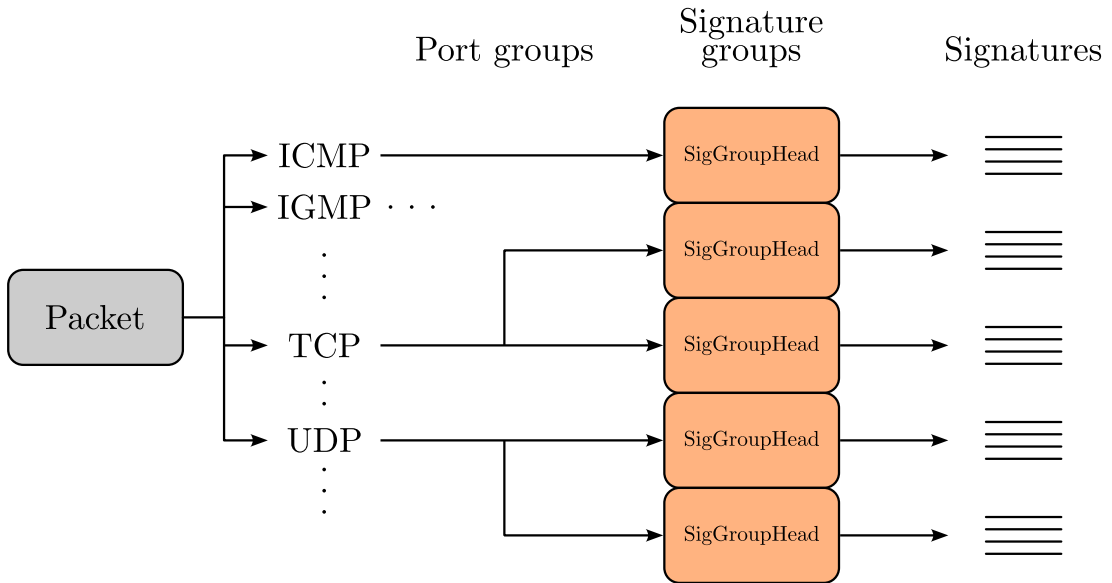 Signature
Port groups groups Signatures
ICMP SigGroupHead
IGMP . . .
SigGroupHead
Packet
TCP SigGroupHead
UDP SigGroupHead
SigGroupHead